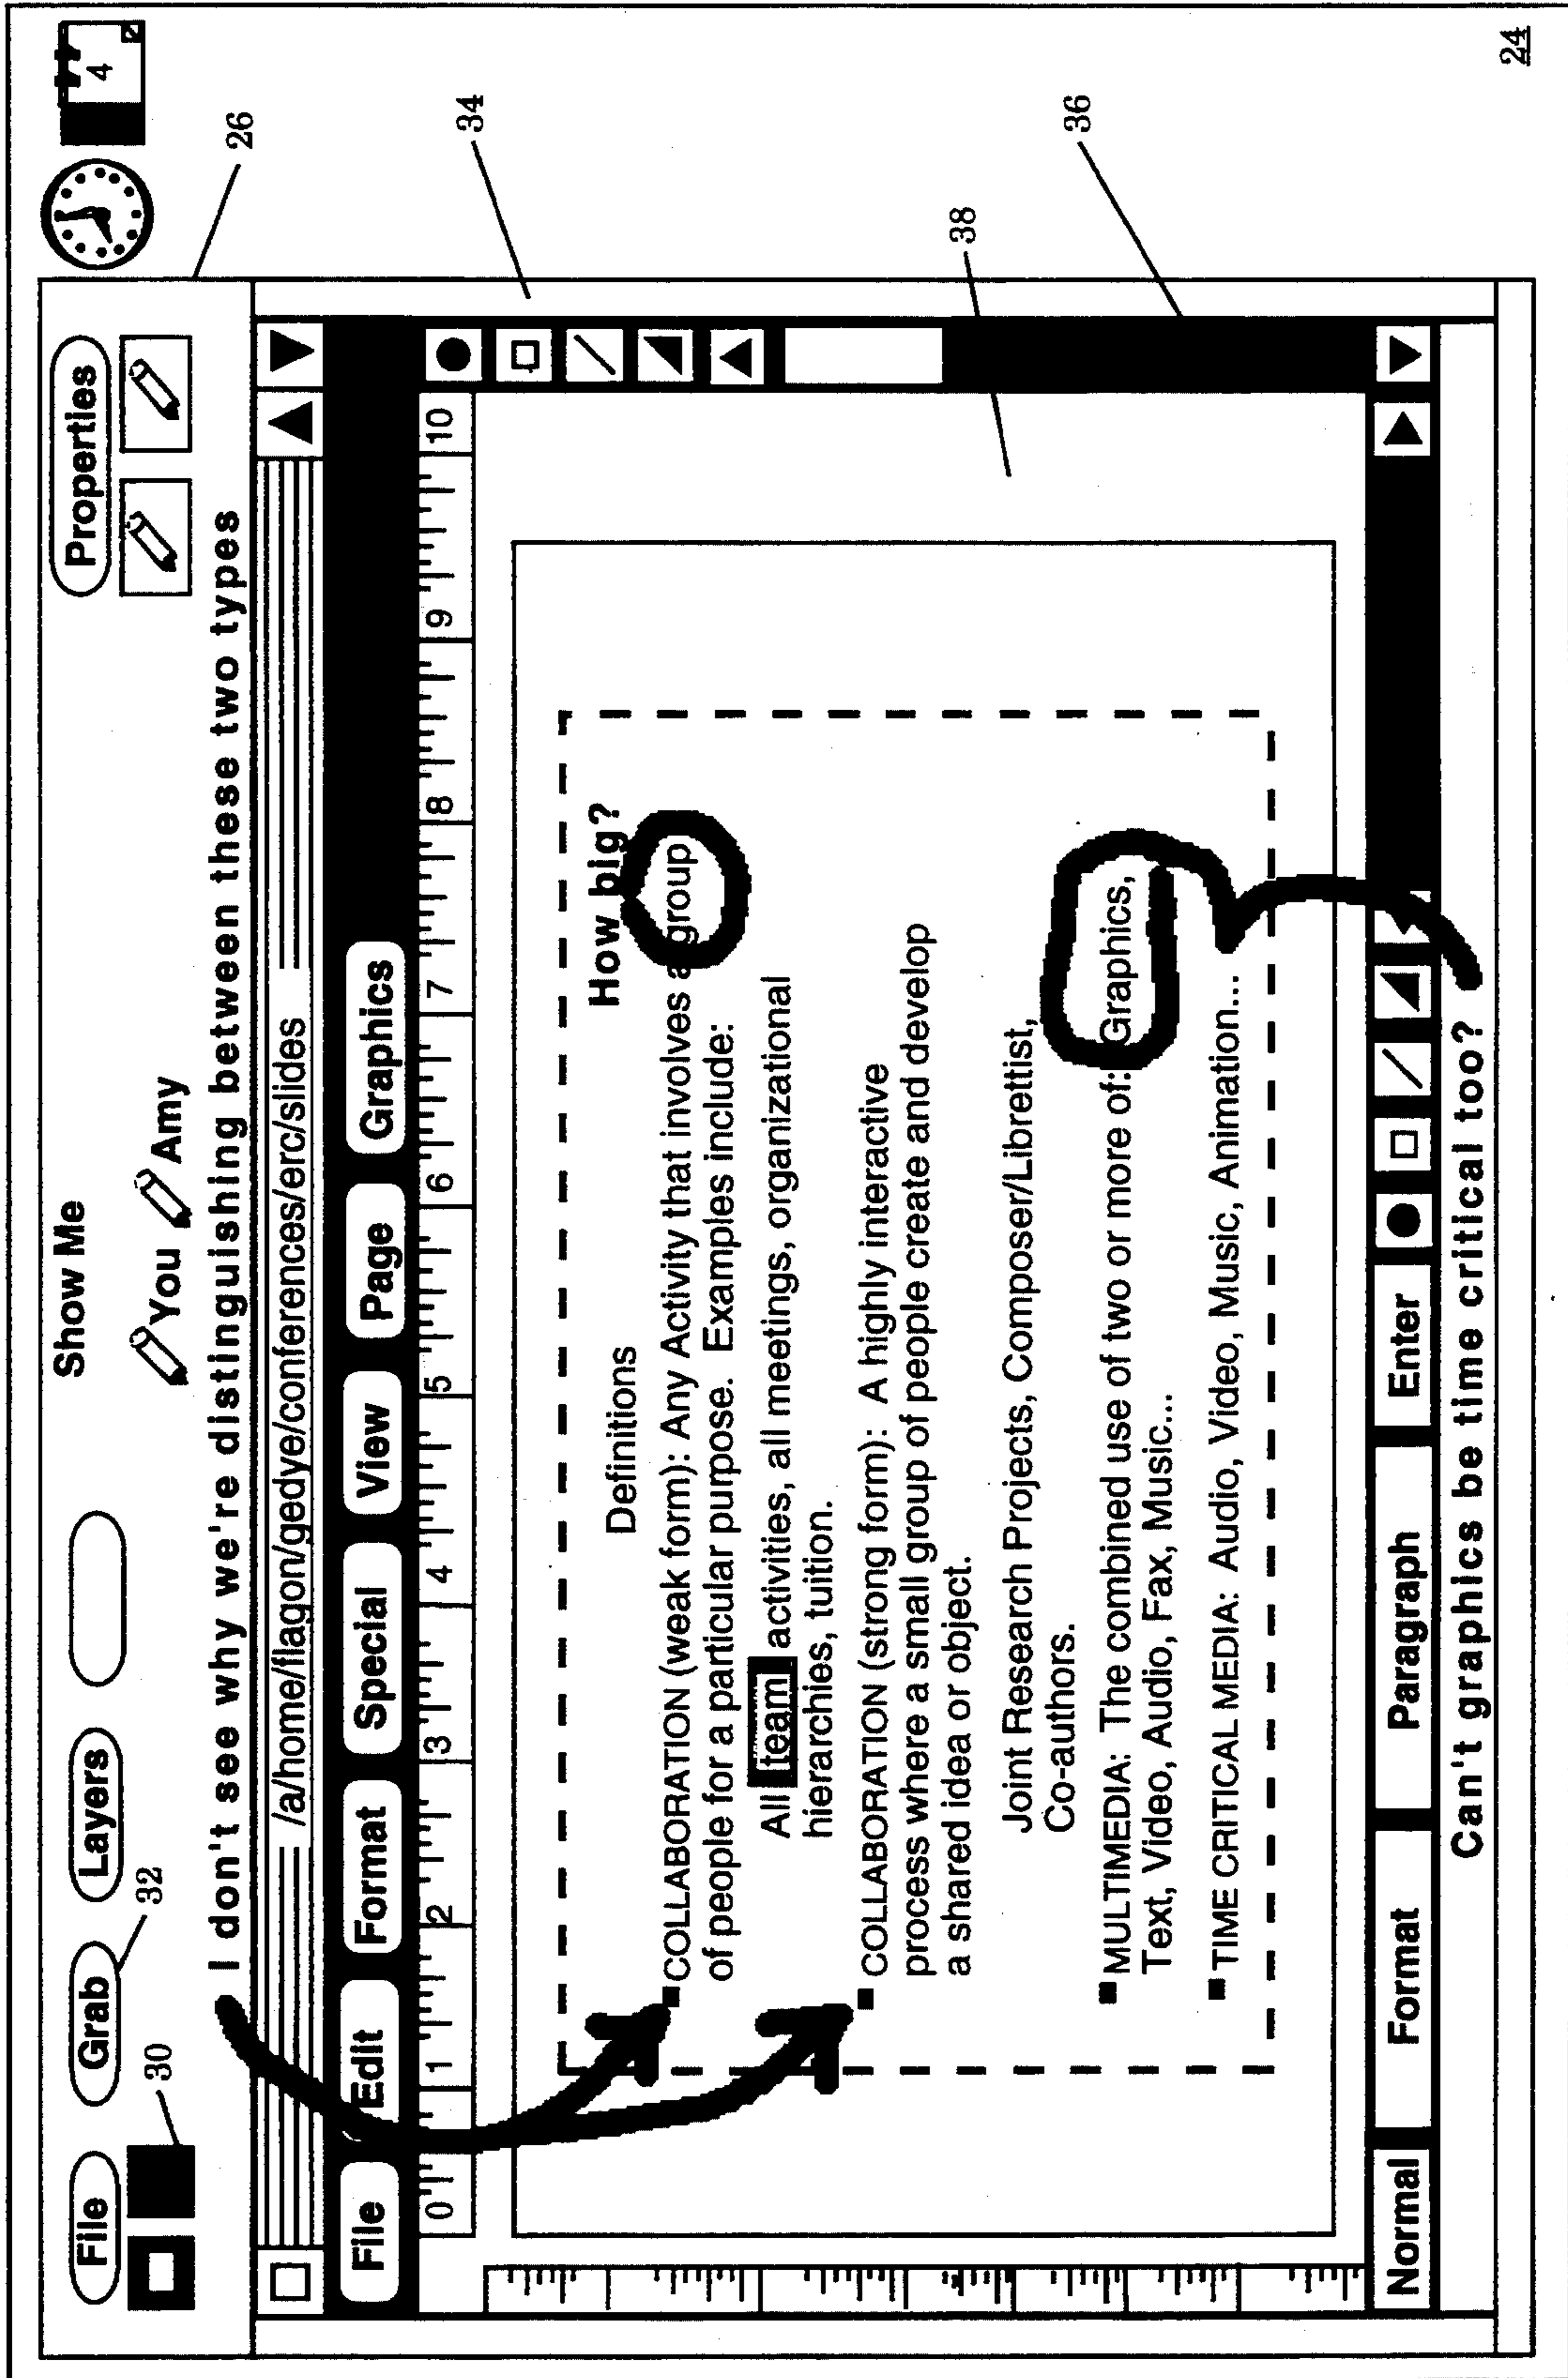 Show Me
File Grab Layers Properties
You Amy
I don't see why we're distinguishing between these two types
/a/home/flagon/gedye/conferences/erc/slides
File Edit Format Special View Page Graphics
0 1 2 3 4 5 6 7 8 9 10
How big?
Definitions
COLLABORATION (weak form): Any Activity that involves a group
of people for a particular purpose. Examples include:
All team activities, all meetings, organizational
hierarchies, tuition.
COLLABORATION (strong form): A highly interactive
process where a small group of people create and develop
a shared idea or object.
Joint Research Projects, Composer/Librettist,
Co-authors.
MULTIMEDIA: The combined use of two or more of: Graphics,
Text, Video, Audio, Fax, Music...
TIME CRITICAL MEDIA: Audio, Video, Music, Animation...
Normal Format Paragraph Enter
Can't graphics be time critical too?
4
26
30
32
34
38
36
24